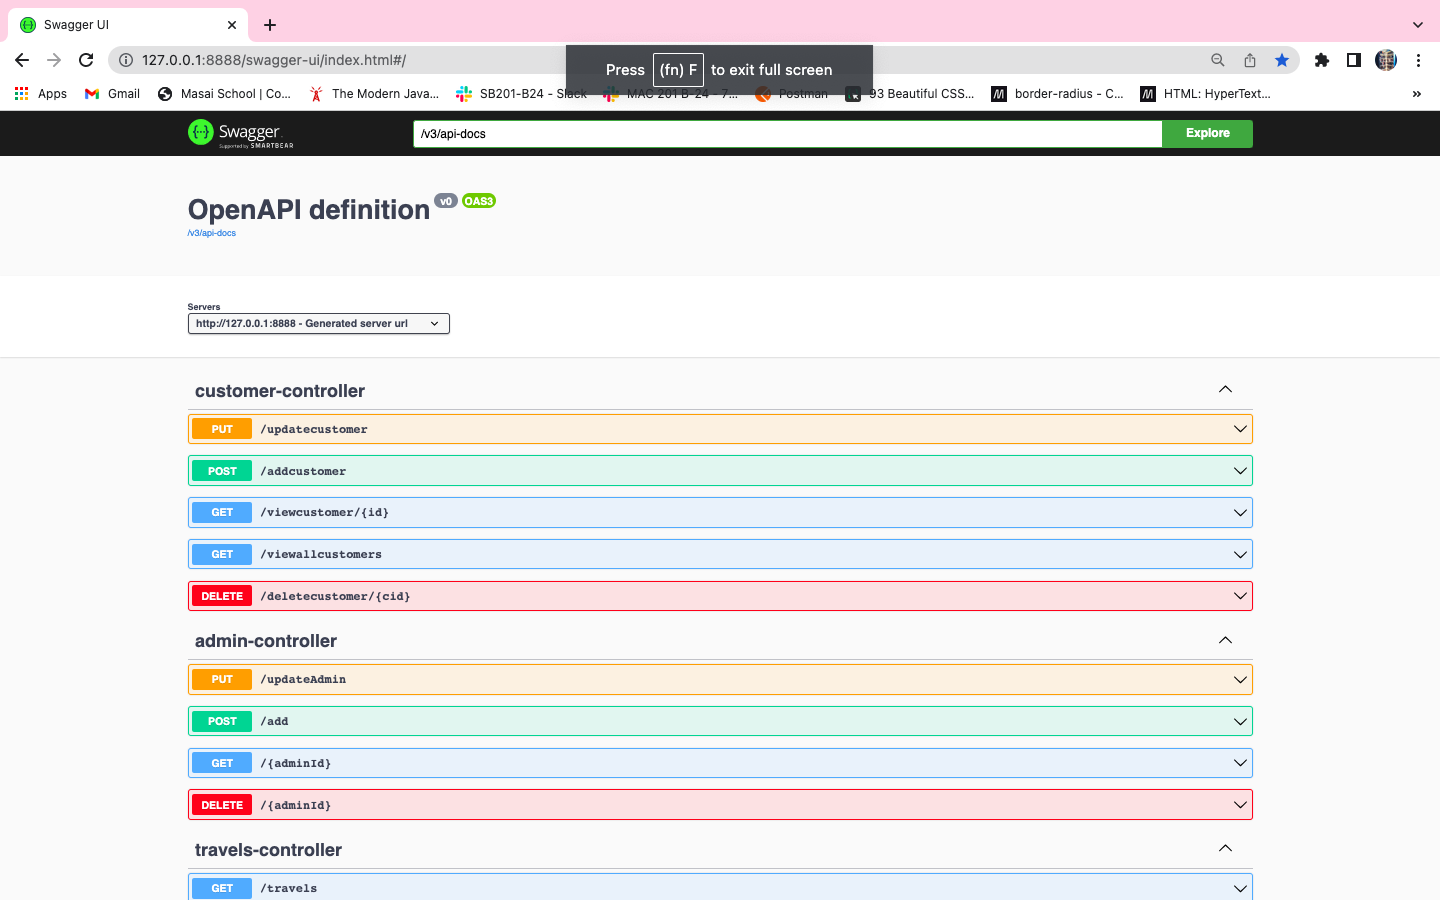 Swagger UI
127.0.0.1:8888/swagger-ui/index.html#/
Press (fn) F to exit full screen
Apps Gmail Masai School | Co... The Modern Java... SB201-B24 - Slack MAC 201 B-24 - 7... Postman 93 Beautiful CSS... border-radius - C... HTML: HyperText... »
Swagger.
Supported by SMARTBEAR
/v3/api-docs
Explore
OpenAPI definition v0 OAS3
/v3/api-docs
Servers
http://127.0.0.1:8888 - Generated server url
customer-controller
PUT /updatecustomer
POST /addcustomer
GET /viewcustomer/{id}
GET /viewallcustomers
DELETE /deletecustomer/{cid}
admin-controller
PUT /updateAdmin
POST /add
GET /{adminId}
DELETE /{adminId}
travels-controller
GET /travels